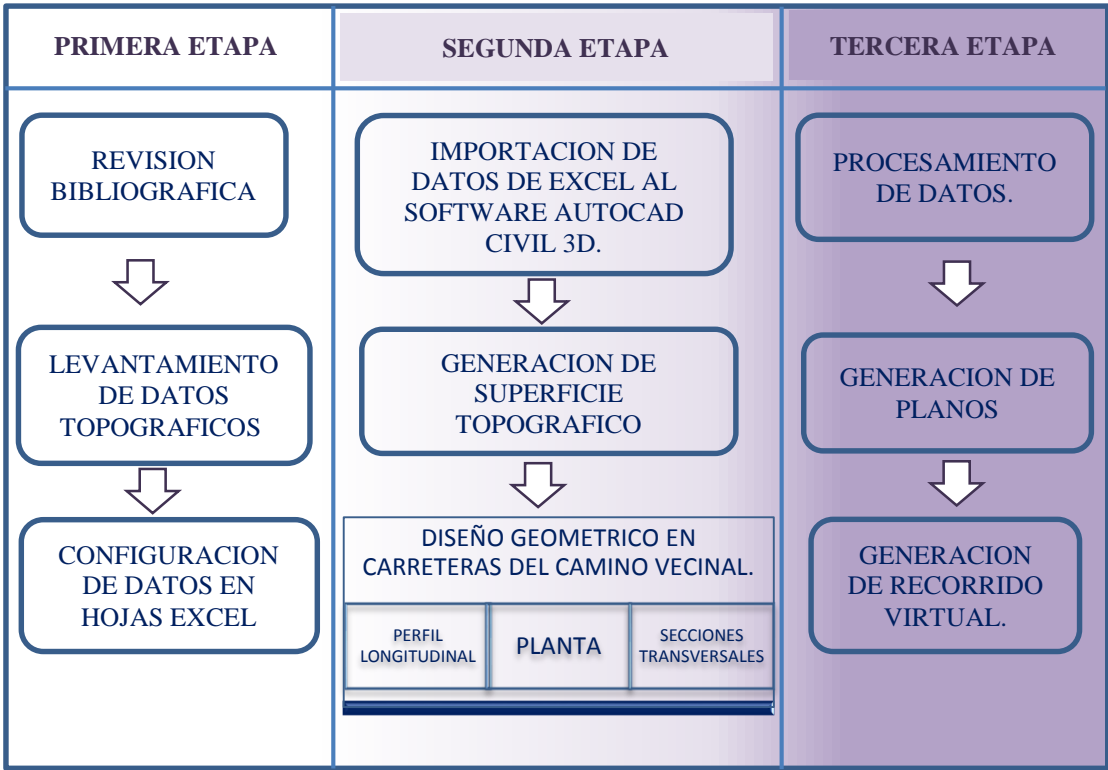 PRIMERA ETAPA
REVISION
BIBLIOGRAFICA
LEVANTAMIENTO
DE DATOS
TOPOGRAFICOS
CONFIGURACION
DE DATOS EN
HOJAS EXCEL
SEGUNDA ETAPA
IMPORTACION DE
DATOS DE EXCEL AL
SOFTWARE AUTOCAD
CIVIL 3D.
GENERACION DE
SUPERFICIE
TOPOGRAFICO
DISEÑO GEOMETRICO EN
CARRETERAS DEL CAMINO VECINAL.
PERFIL
LONGITUDINAL
PLANTA
SECCIONES
TRANSVERSALES
TERCERA ETAPA
PROCESAMIENTO
DE DATOS.
GENERACION DE
PLANOS
GENERACION
DE RECORRIDO
VIRTUAL.